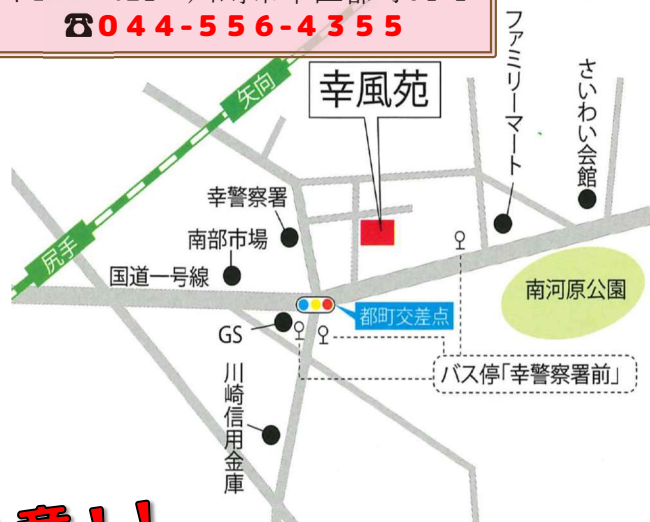 ☎044-556-4355
矢向
幸風苑
ファミリーマート
さいわい会館
幸警察署
尻手
南部市場
国道一号線
南河原公園
都町交差点
GS
バス停「幸警察署前」
川崎信用金庫